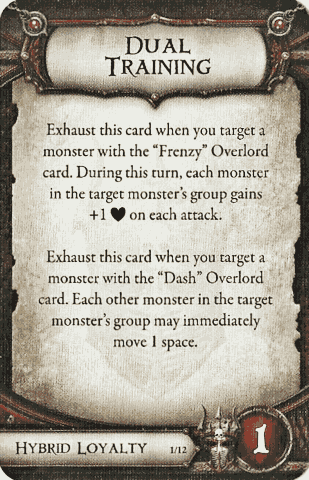 DUAL
TRAINING
Exhaust this card when you target a
monster with the “Frenzy” Overlord
card. During this turn, each monster
in the target monster’s group gains
+1 ♥ on each attack.
Exhaust this card when you target a
monster with the “Dash” Overlord
card. Each other monster in the target
monster’s group may immediately
move 1 space.
HYBRID LOYALTY 1/12 1